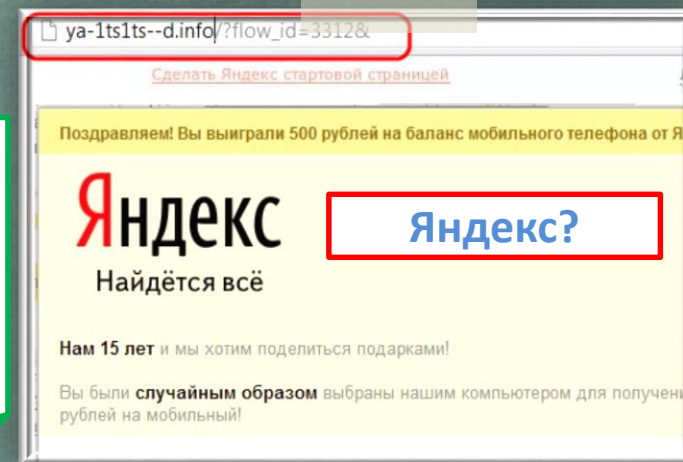 ya-1ts1ts--d.info/?flow_id=3312&
Сделать Яндекс стартовой страницей
Поздравляем! Вы выиграли 500 рублей на баланс мобильного телефона от Я
Яндекс
Яндекс?
Найдётся всё
Нам 15 лет и мы хотим поделиться подарками!
Вы были случайным образом выбраны нашим компьютером для получени
рублей на мобильный!